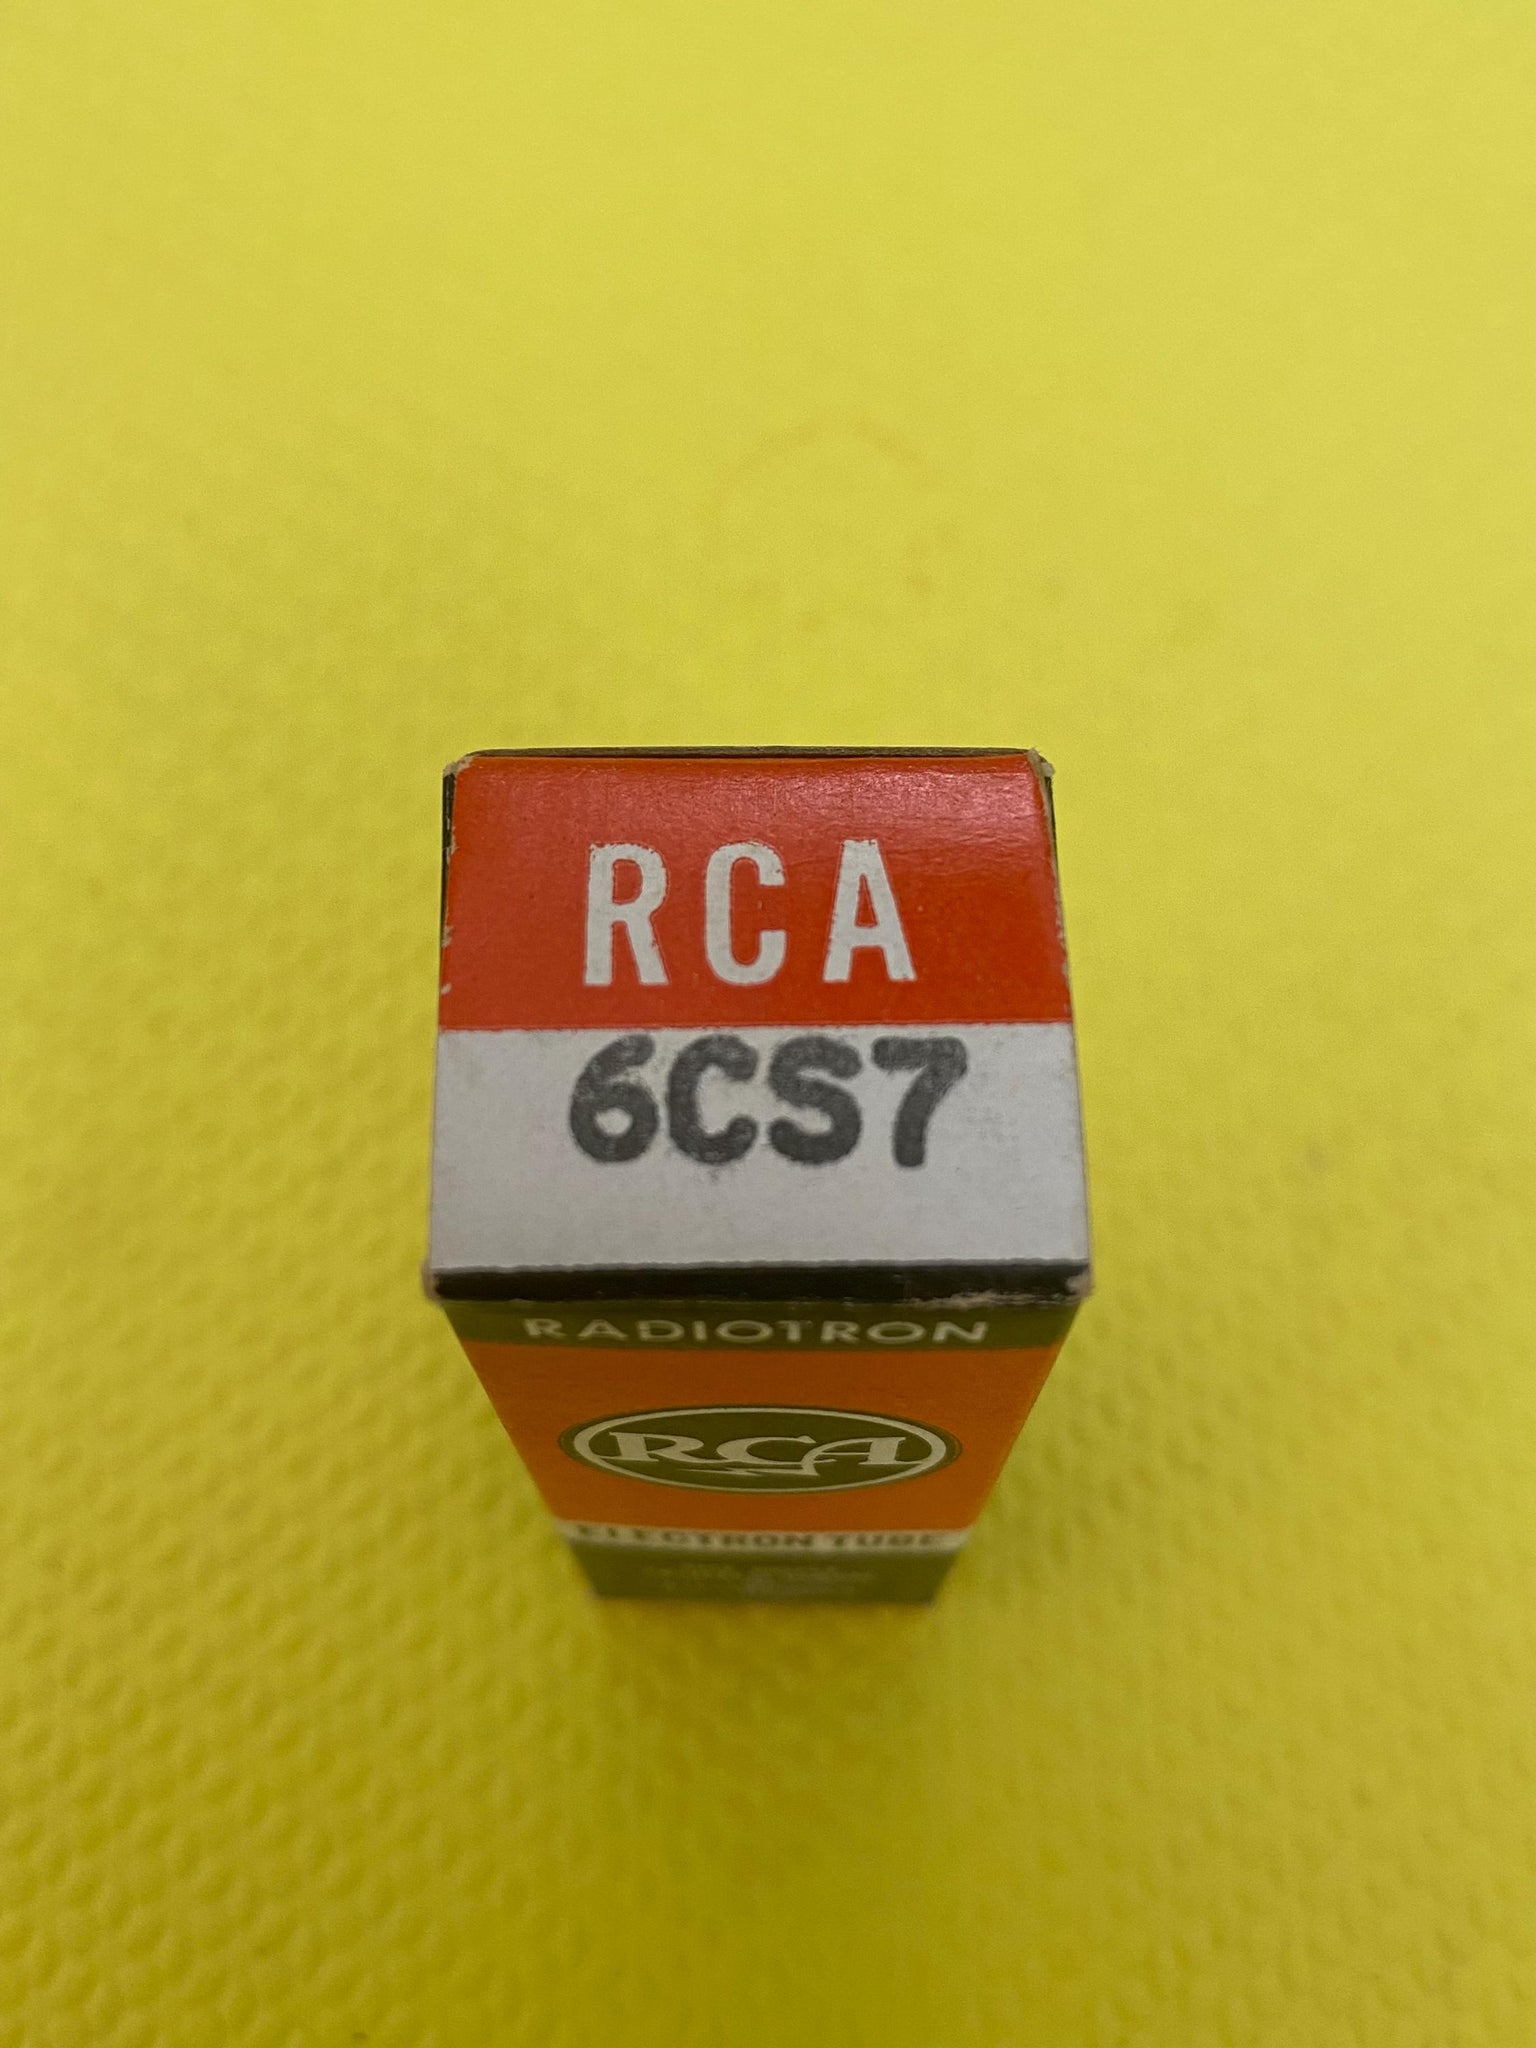 RCA
6CS7
RADIOTRON
RCA
ELECTRON TUBE